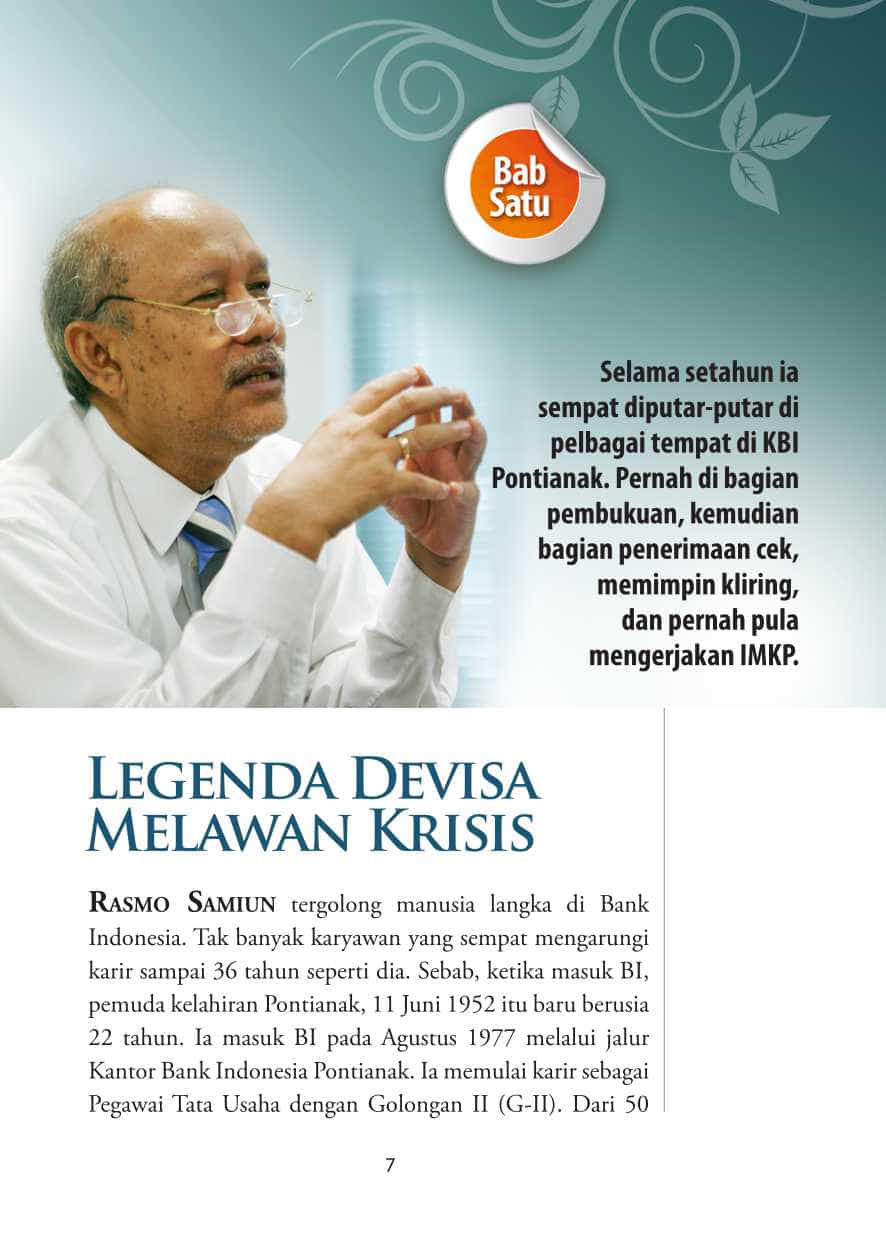 Bab
Satu
Selama setahun ia
sempat diputar-putar di
pelbagai tempat di KBI
Pontianak. Pernah di bagian
pembukuan, kemudian
bagian penerimaan cek,
memimpin kliring,
dan pernah pula
mengerjakan IMKP.
LEGENDA DEVISA
MELAWAN KRISIS
RASMO SAMIUN tergolong manusia langka di Bank
Indonesia. Tak banyak karyawan yang sempat mengarungi
karir sampai 36 tahun seperti dia. Sebab, ketika masuk BI,
pemuda kelahiran Pontianak, 11 Juni 1952 itu baru berusia
22 tahun. Ia masuk BI pada Agustus 1977 melalui jalur
Kantor Bank Indonesia Pontianak. Ia memulai karir sebagai
Pegawai Tata Usaha dengan Golongan II (G-II). Dari 50
7